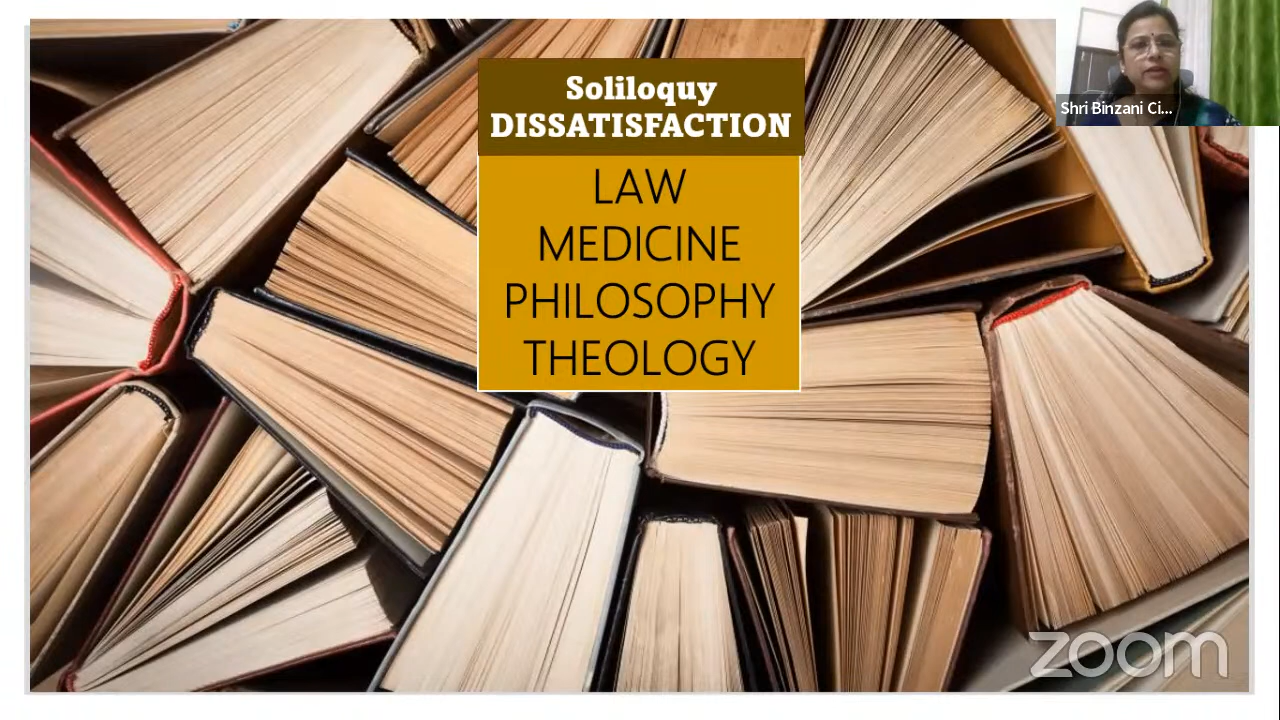 Soliloquy
DISSATISFACTION
LAW
MEDICINE
PHILOSOPHY
THEOLOGY
Shri Binzani Ci...
zoom